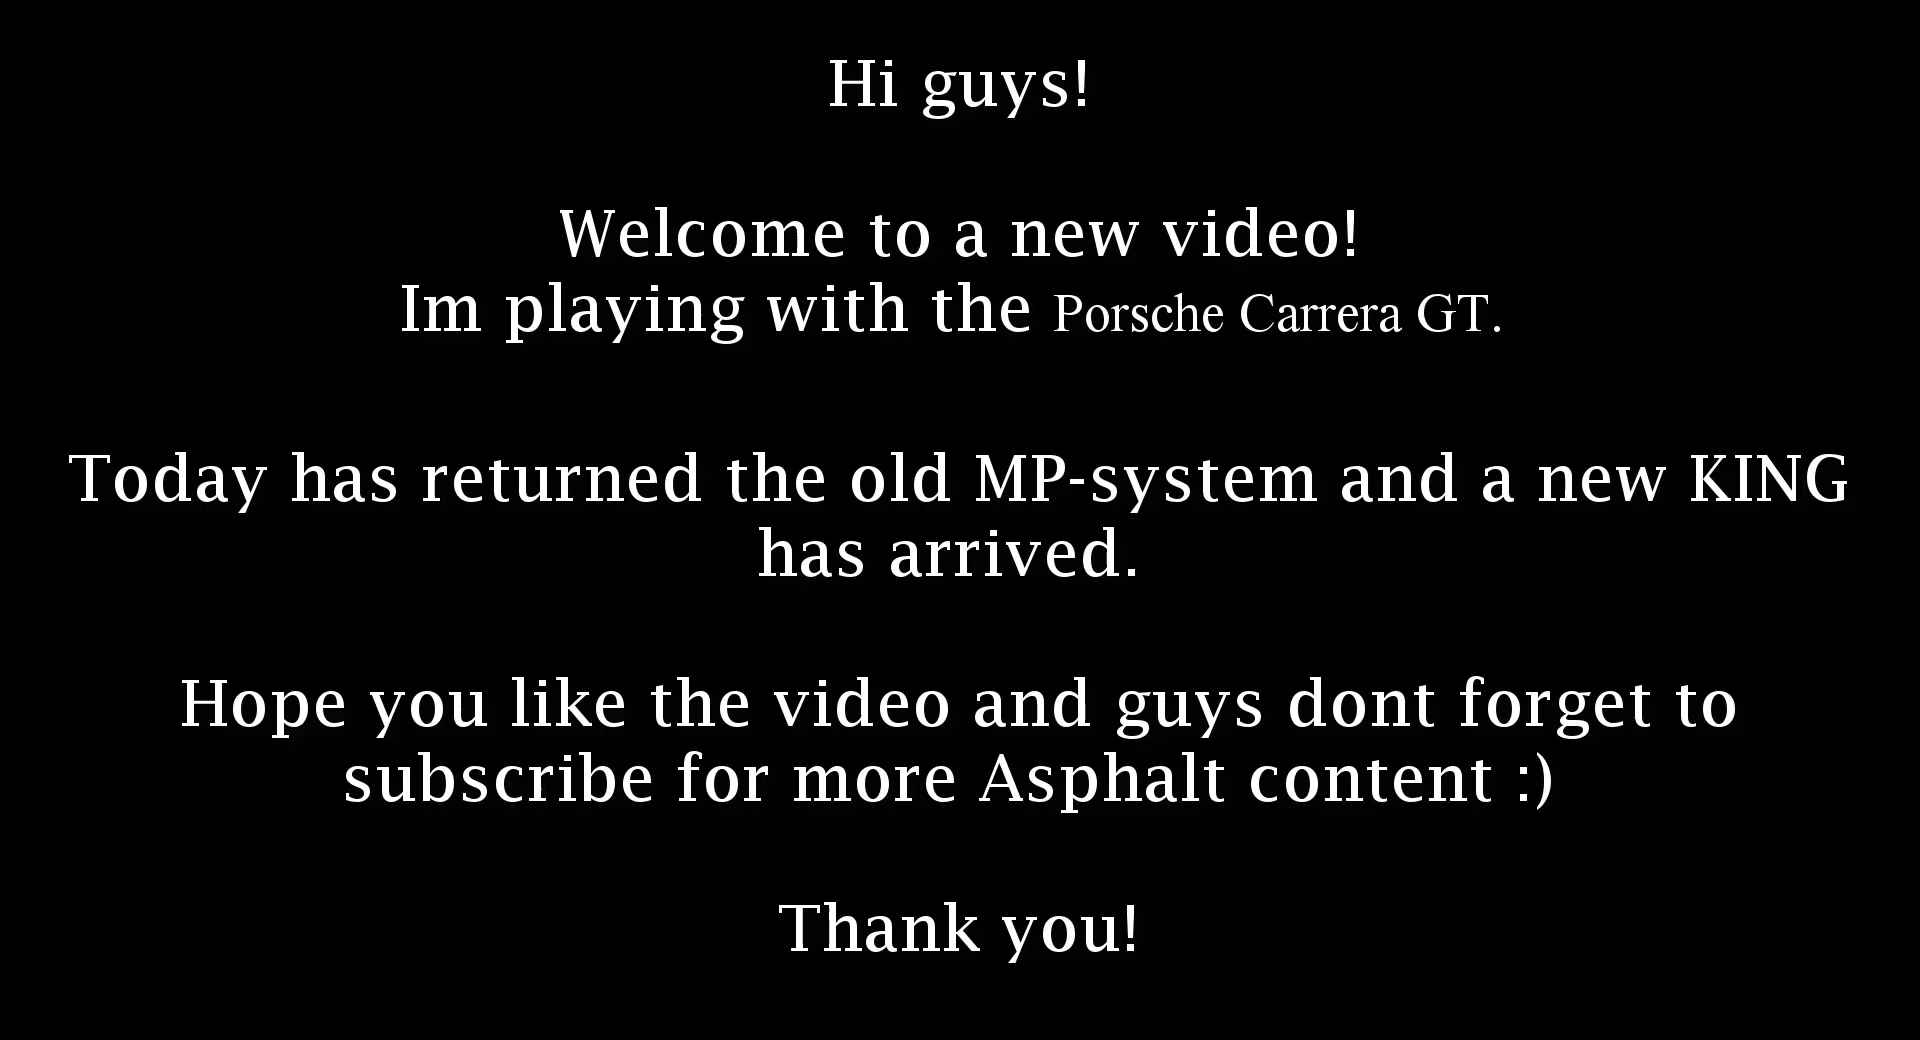 Hi guys!
Welcome to a new video!
Im playing with the Porsche Carrera GT.
Today has returned the old MP-system and a new KING
has arrived.
Hope you like the video and guys dont forget to
subscribe for more Asphalt content :)
Thank you!